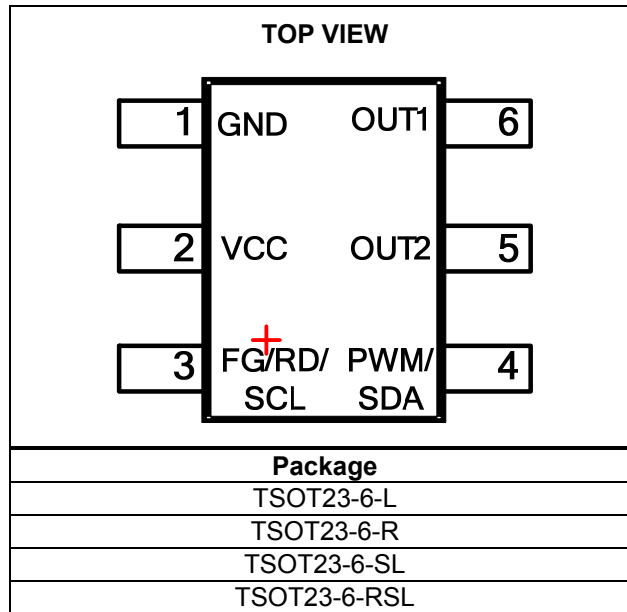 TOP VIEW
1 GND OUT1 6
2 VCC OUT2 5
3 FG/RD/ PWM/ 4
SCL SDA
Package
TSOT23-6-L
TSOT23-6-R
TSOT23-6-SL
TSOT23-6-RSL